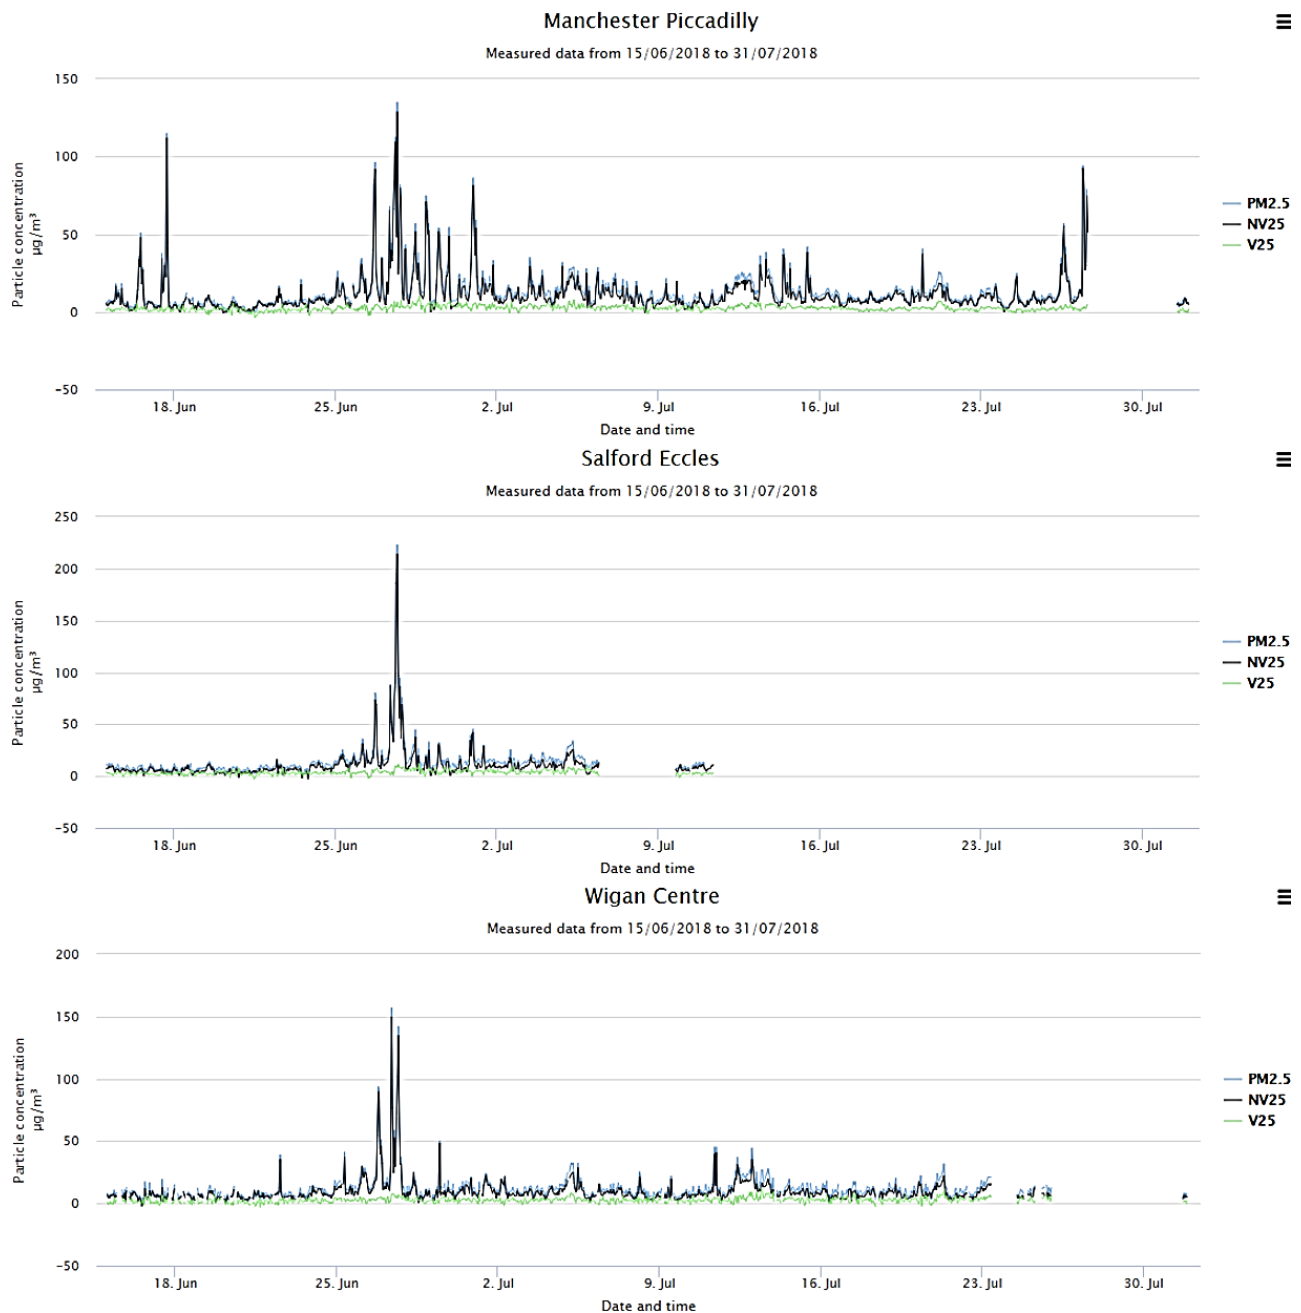 Manchester Piccadilly
Measured data from 15/06/2018 to 31/07/2018
Particle concentration
µg/m³
150
100
50
0
-50
PM2.5
NV25
V25
18. Jun 25. Jun 2. Jul 9. Jul 16. Jul 23. Jul 30. Jul
Date and time
Salford Eccles
Measured data from 15/06/2018 to 31/07/2018
Particle concentration
µg/m³
250
200
150
100
50
0
-50
PM2.5
NV25
V25
18. Jun 25. Jun 2. Jul 9. Jul 16. Jul 23. Jul 30. Jul
Date and time
Wigan Centre
Measured data from 15/06/2018 to 31/07/2018
Particle concentration
µg/m³
200
150
100
50
0
-50
PM2.5
NV25
V25
18. Jun 25. Jun 2. Jul 9. Jul 16. Jul 23. Jul 30. Jul
Date and time